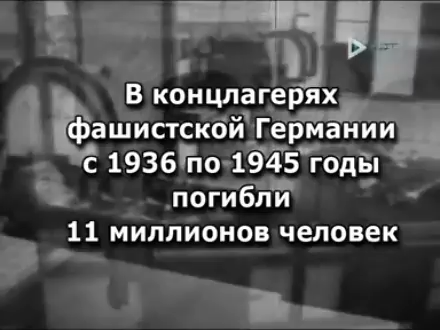 В концлагерях
фашистской Германии
с 1936 по 1945 годы
погибли
11 миллионов человек